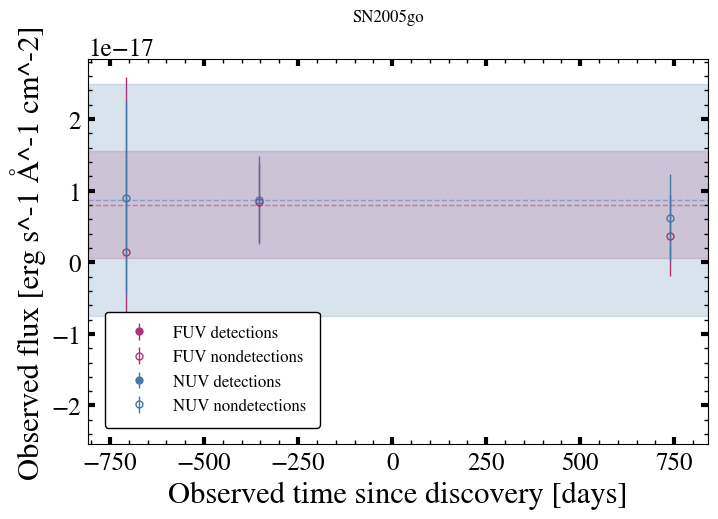 SN2005go
1e−17
Observed flux [erg s^-1 Å^-1 cm^-2]
2
1
0
−1
−2
FUV detections
FUV nondetections
NUV detections
NUV nondetections
−750 −500 −250 0 250 500 750
Observed time since discovery [days]